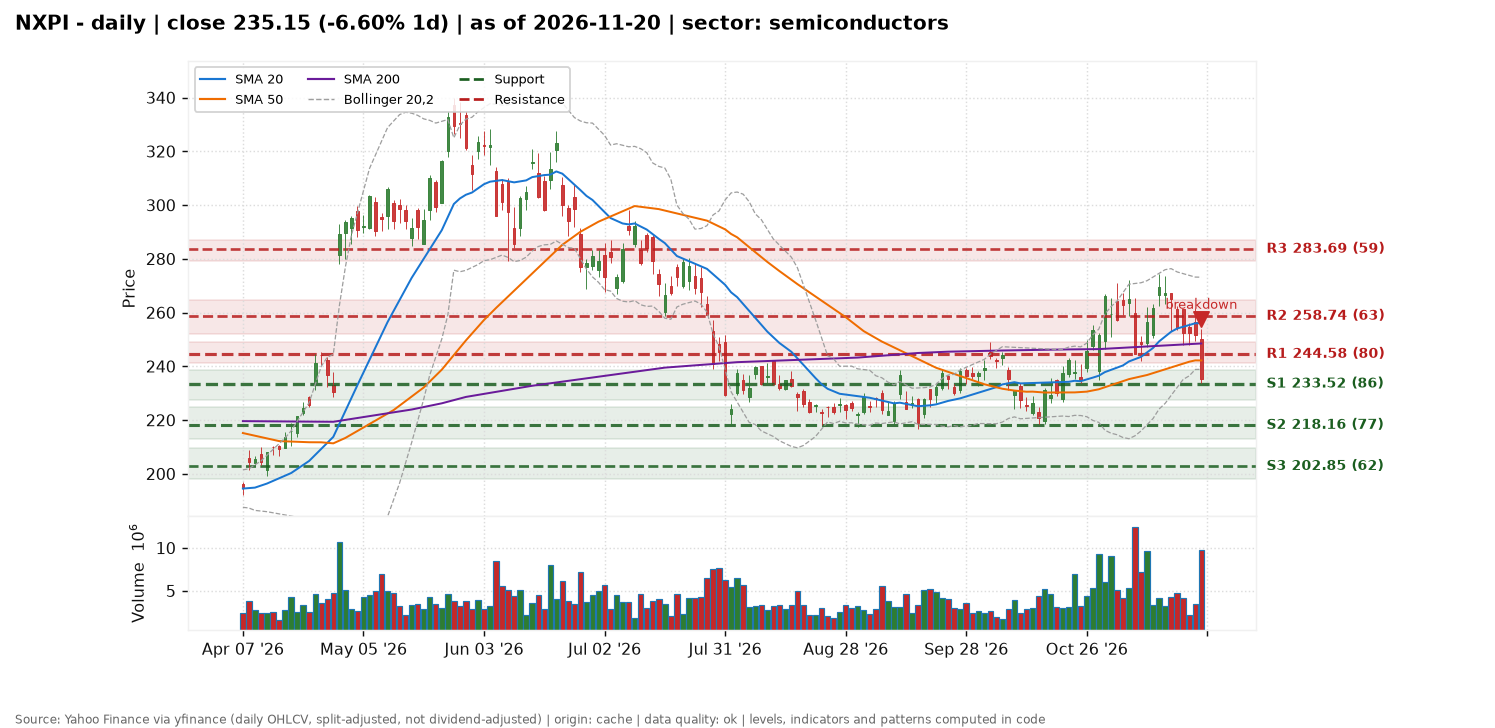 NXPI - daily | close 235.15 (-6.60% 1d) | as of 2026-11-20 | sector: semiconductors
SMA 20
SMA 50
SMA 200
Bollinger 20,2
Support
Resistance
Price
340
320
300
280
260
240
220
200
breakdown
R3 283.69 (59)
R2 258.74 (63)
R1 244.58 (80)
S1 233.52 (86)
S2 218.16 (77)
S3 202.85 (62)
Volume 10⁶
10
5
Apr 07 '26
May 05 '26
Jun 03 '26
Jul 02 '26
Jul 31 '26
Aug 28 '26
Sep 28 '26
Oct 26 '26
Source: Yahoo Finance via yfinance (daily OHLCV, split-adjusted, not dividend-adjusted) | origin: cache | data quality: ok | levels, indicators and patterns computed in code